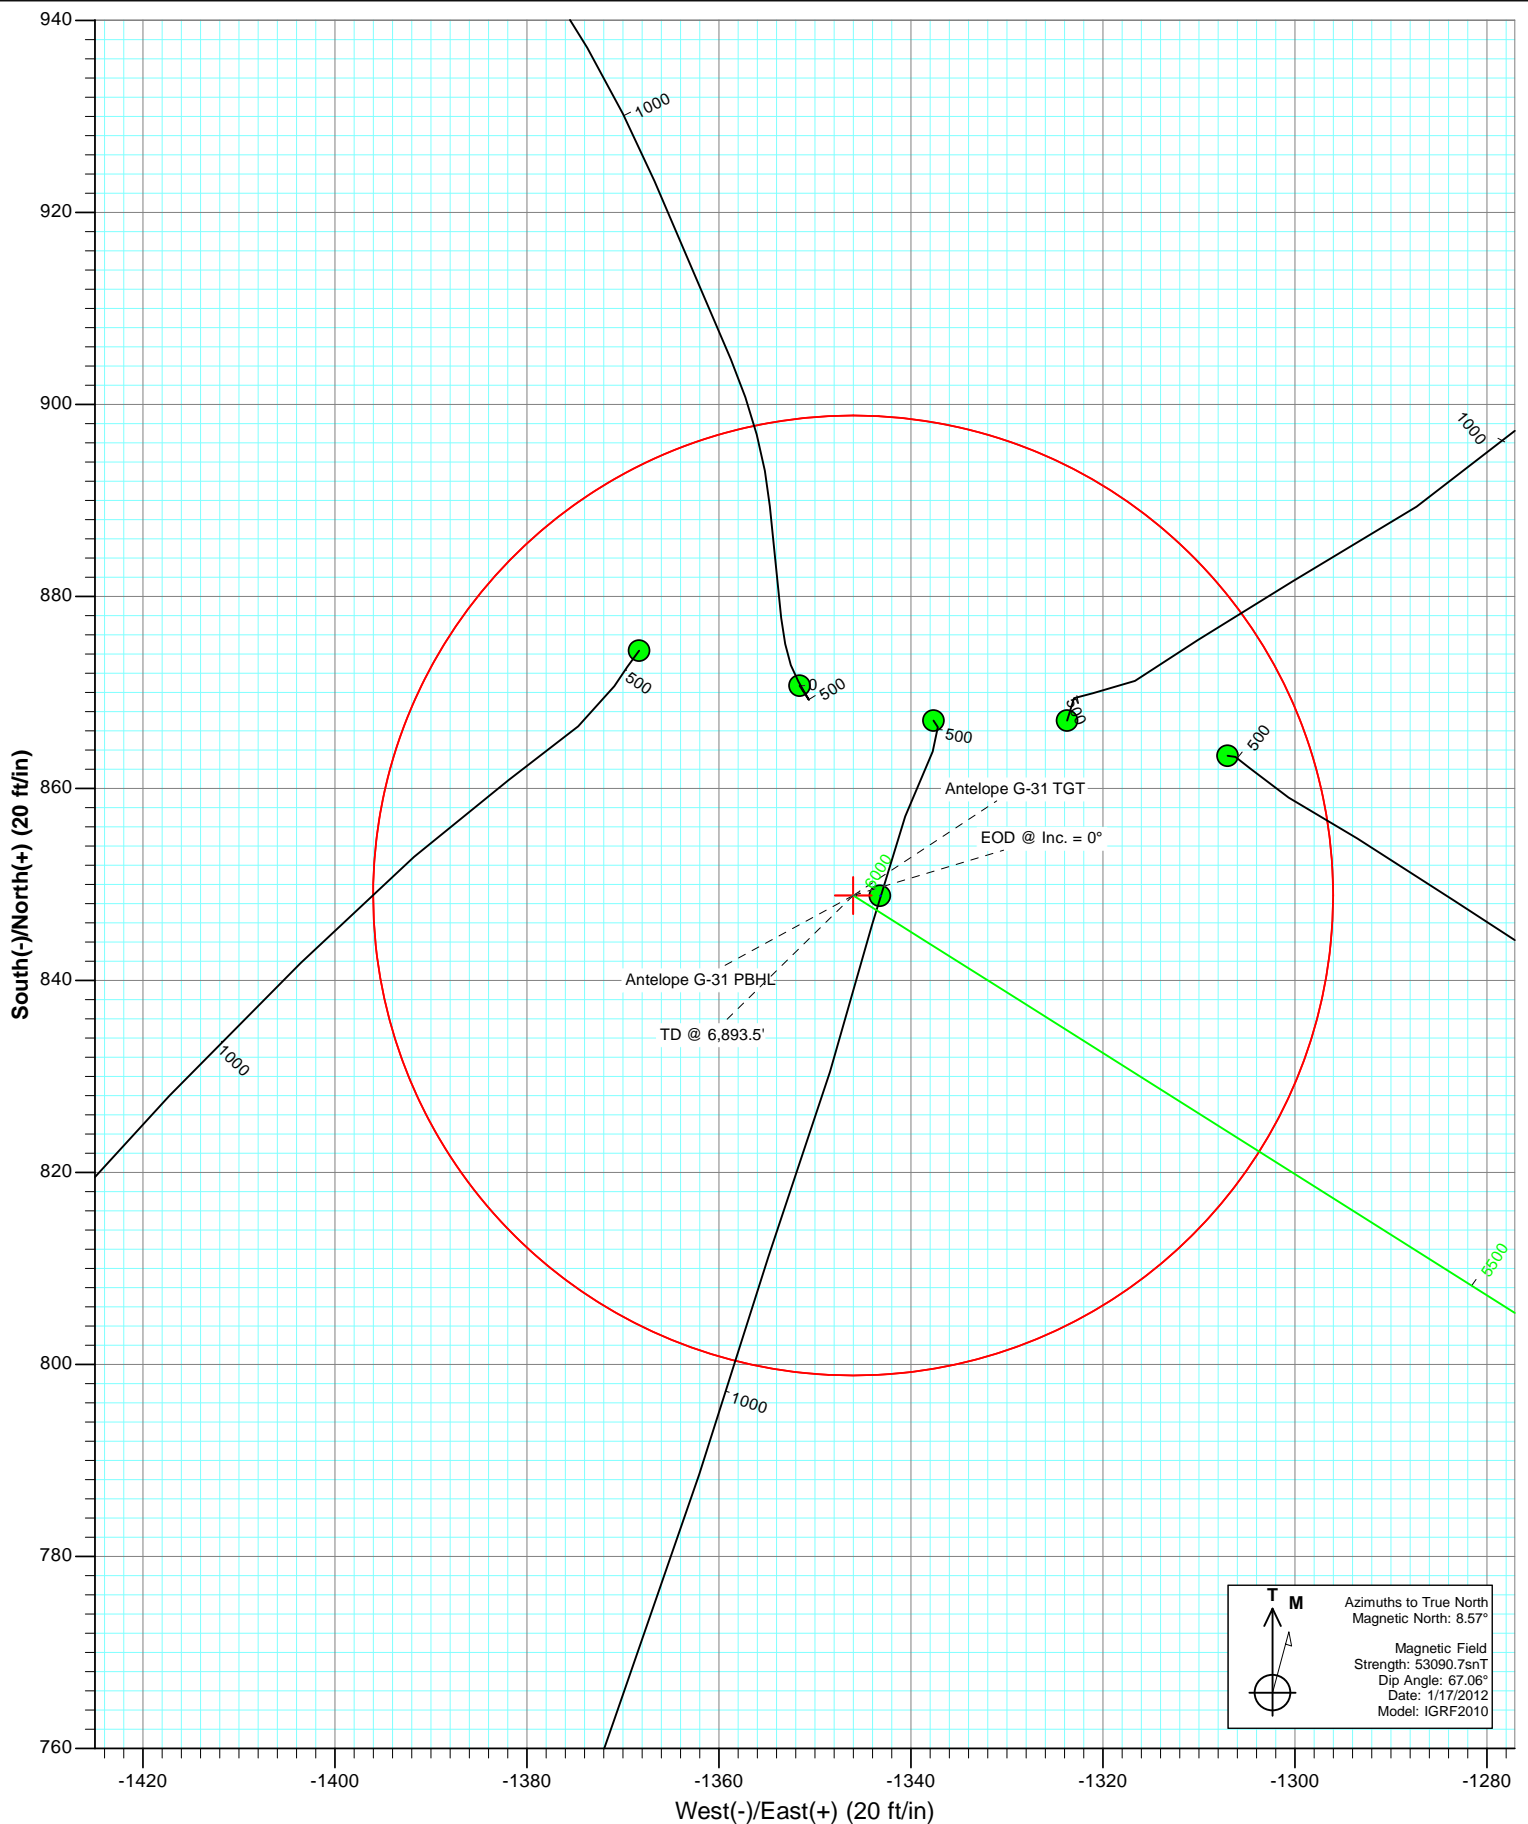 940
920
900
880
860
840
820
800
780
760
South(-)/North(+) (20 ft/in)
1000
1000
500
0
500
500
500
500
Antelope G-31 TGT
EOD @ Inc. = 0°
6000
Antelope G-31 PBHL
TD @ 6,893.5'
1000
5500
1000
T M
Azimuths to True North
Magnetic North: 8.57°
Magnetic Field
Strength: 53090.7snT
Dip Angle: 67.06°
Date: 1/17/2012
Model: IGRF2010
-1420 -1400 -1380 -1360 -1340 -1320 -1300 -1280
West(-)/East(+) (20 ft/in)